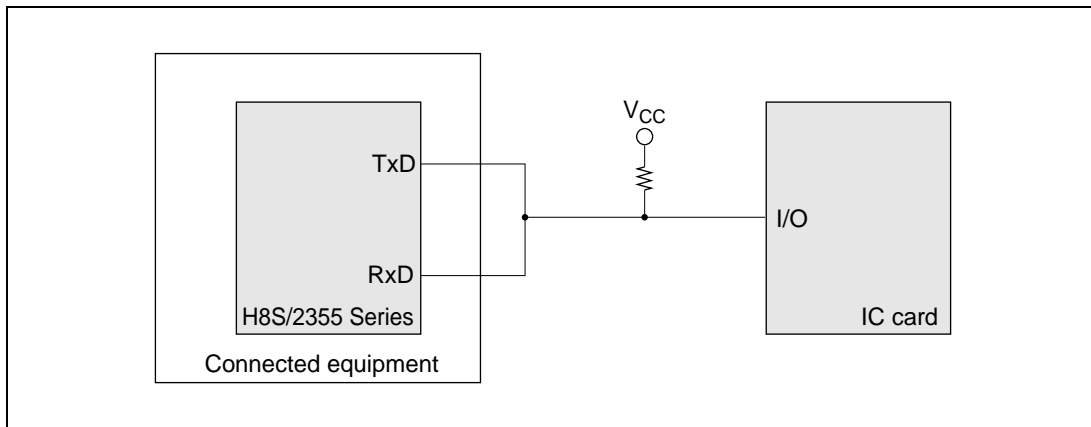 TxD
RxD
H8S/2355 Series
Connected equipment
VCC
I/O
IC card